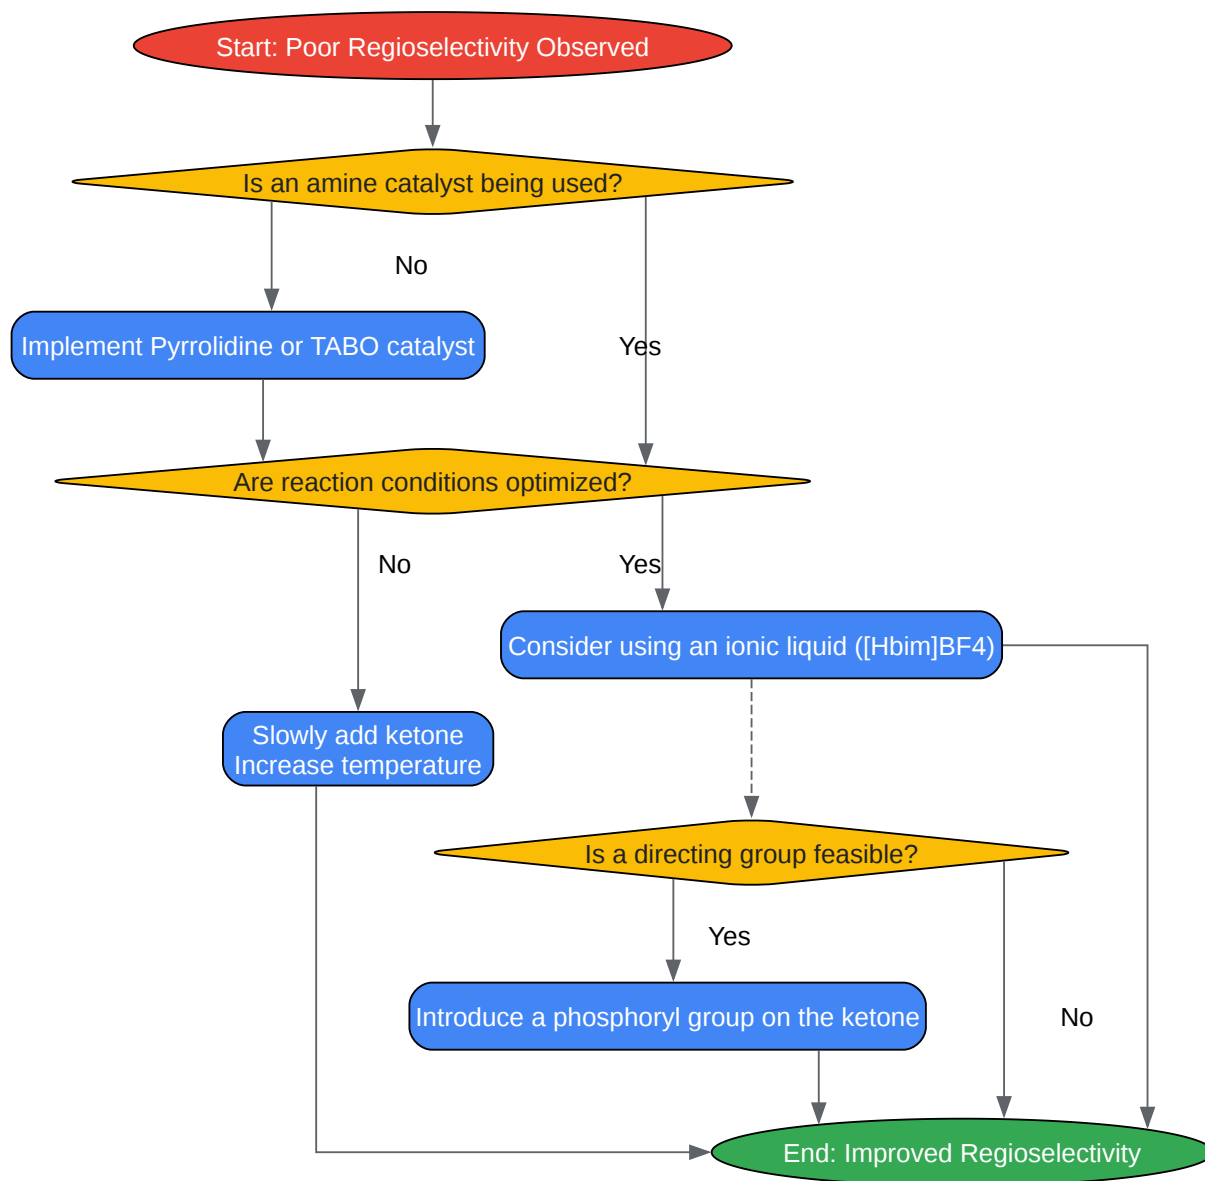 Start: Poor Regioselectivity Observed
Is an amine catalyst being used?
No
Implement Pyrrolidine or TABO catalyst
Yes
Are reaction conditions optimized?
No
Yes
Consider using an ionic liquid ([Hbim]BF4)
Slowly add ketone
Increase temperature
Is a directing group feasible?
Yes
Introduce a phosphoryl group on the ketone
No
End: Improved Regioselectivity